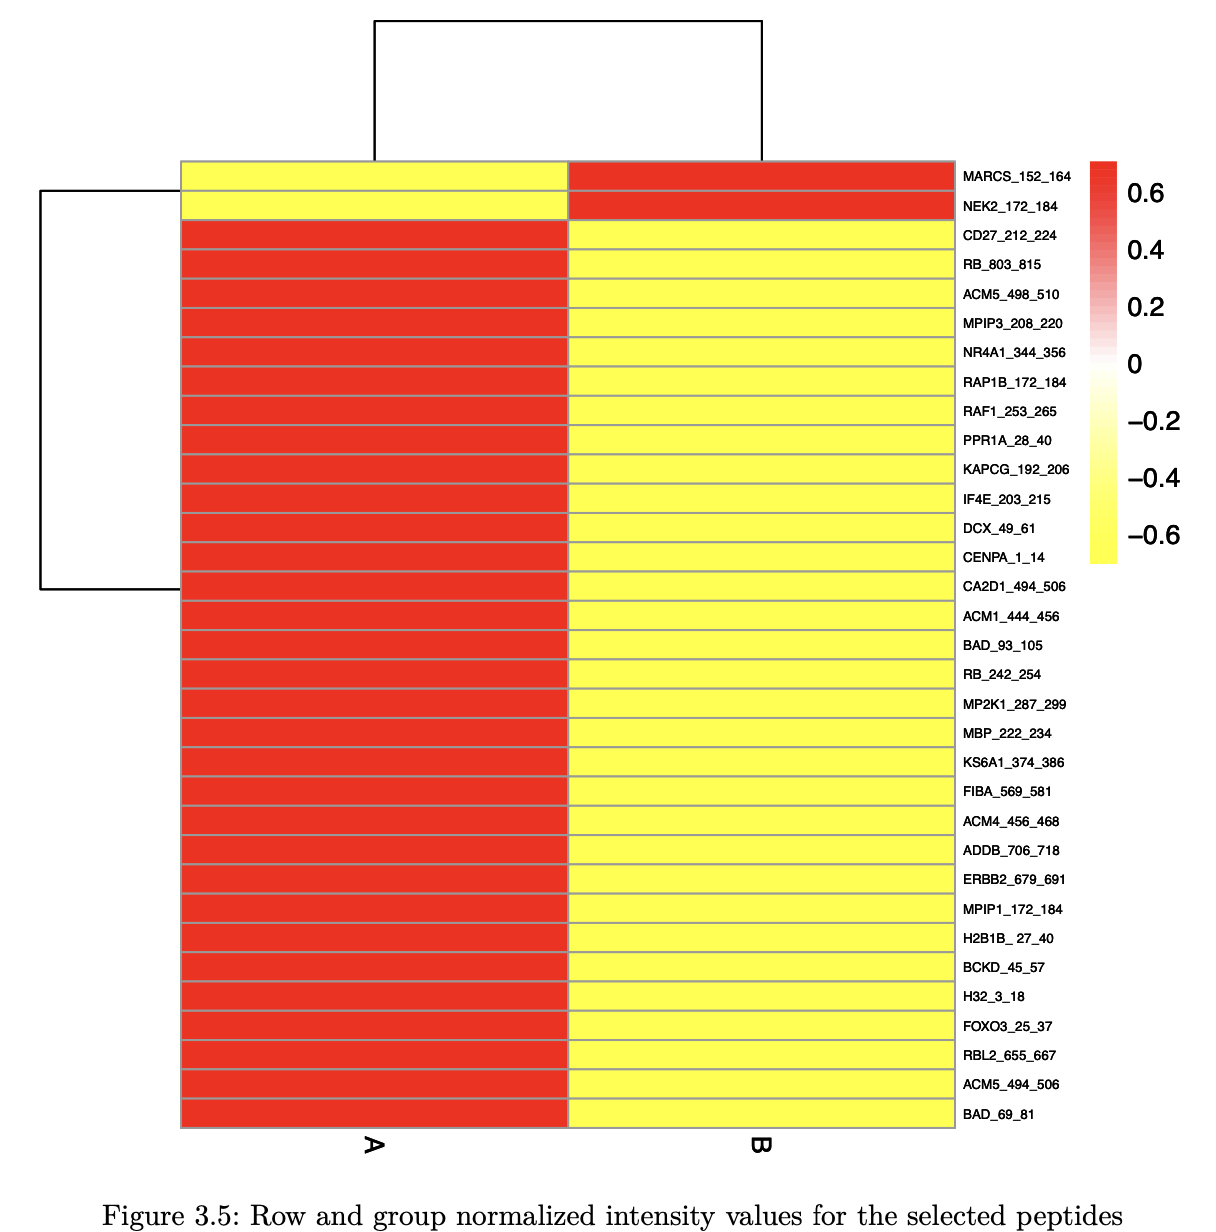 MARCS_152_164
NEK2_172_184
CD27_212_224
RB_803_815
ACM5_498_510
MPIP3_208_220
NR4A1_344_356
RAP1B_172_184
RAF1_253_265
PPR1A_28_40
KAPCG_192_206
IF4E_203_215
DCX_49_61
CENPA_1_14
CA2D1_494_506
ACM1_444_456
BAD_93_105
RB_242_254
MP2K1_287_299
MBP_222_234
KS6A1_374_386
FIBA_569_581
ACM4_456_468
ADDB_706_718
ERBB2_679_691
MPIP1_172_184
H2B1B_ 27_40
BCKD_45_57
H32_3_18
FOXO3_25_37
RBL2_655_667
ACM5_494_506
BAD_69_81
0.6
0.4
0.2
0
−0.2
−0.4
−0.6
A
B
Figure 3.5: Row and group normalized intensity values for the selected peptides